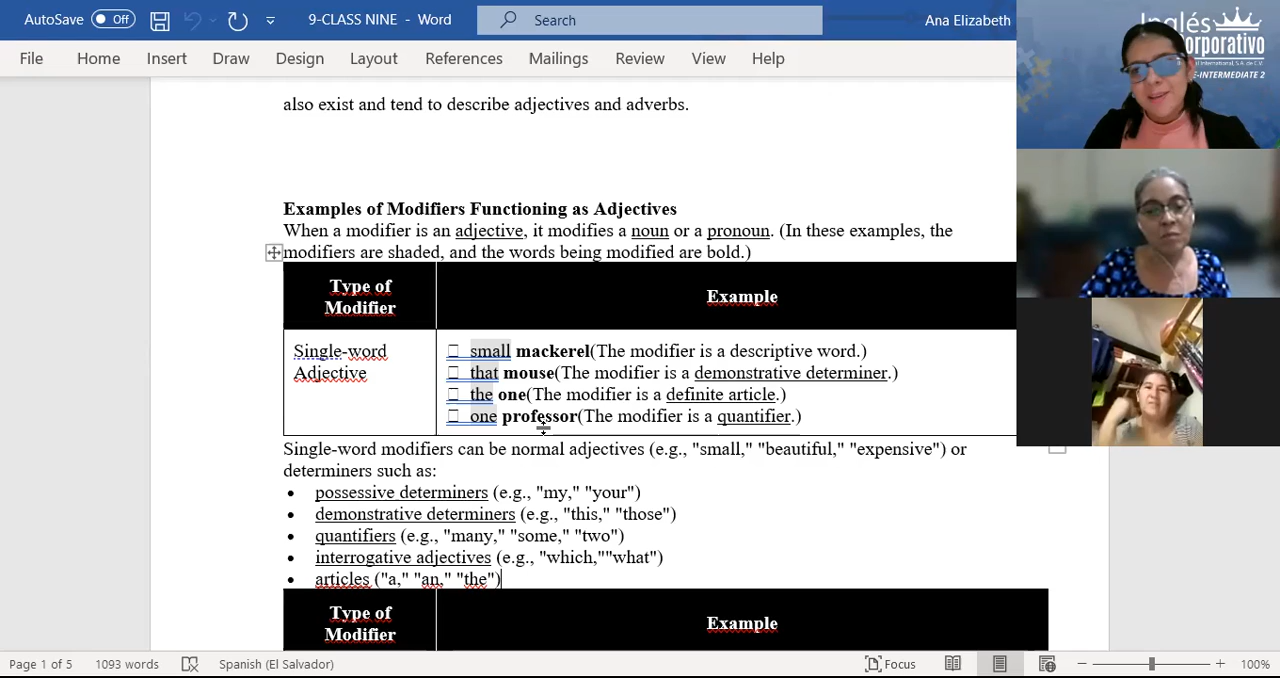 AutoSave Off 9-CLASS NINE - Word Search Ana Elizabeth
File Home Insert Draw Design Layout References Mailings Review View Help
Inglés
orporativo
E-INTERMEDIATE 2
also exist and tend to describe adjectives and adverbs.
Examples of Modifiers Functioning as Adjectives
When a modifier is an adjective, it modifies a noun or a pronoun. (In these examples, the
modifiers are shaded, and the words being modified are bold.)
Type of
Modifier
Example
Single-word
Adjective
small mackerel(The modifier is a descriptive word.)
that mouse(The modifier is a demonstrative determiner.)
the one(The modifier is a definite article.)
one professor(The modifier is a quantifier.)
Single-word modifiers can be normal adjectives (e.g., "small," "beautiful," "expensive") or
determiners such as:
• possessive determiners (e.g., "my," "your")
• demonstrative determiners (e.g., "this," "those")
• quantifiers (e.g., "many," "some," "two")
• interrogative adjectives (e.g., "which,""what")
• articles ("a," "an," "the")
Type of
Modifier
Example
Page 1 of 5 1093 words Spanish (El Salvador) Focus 100%